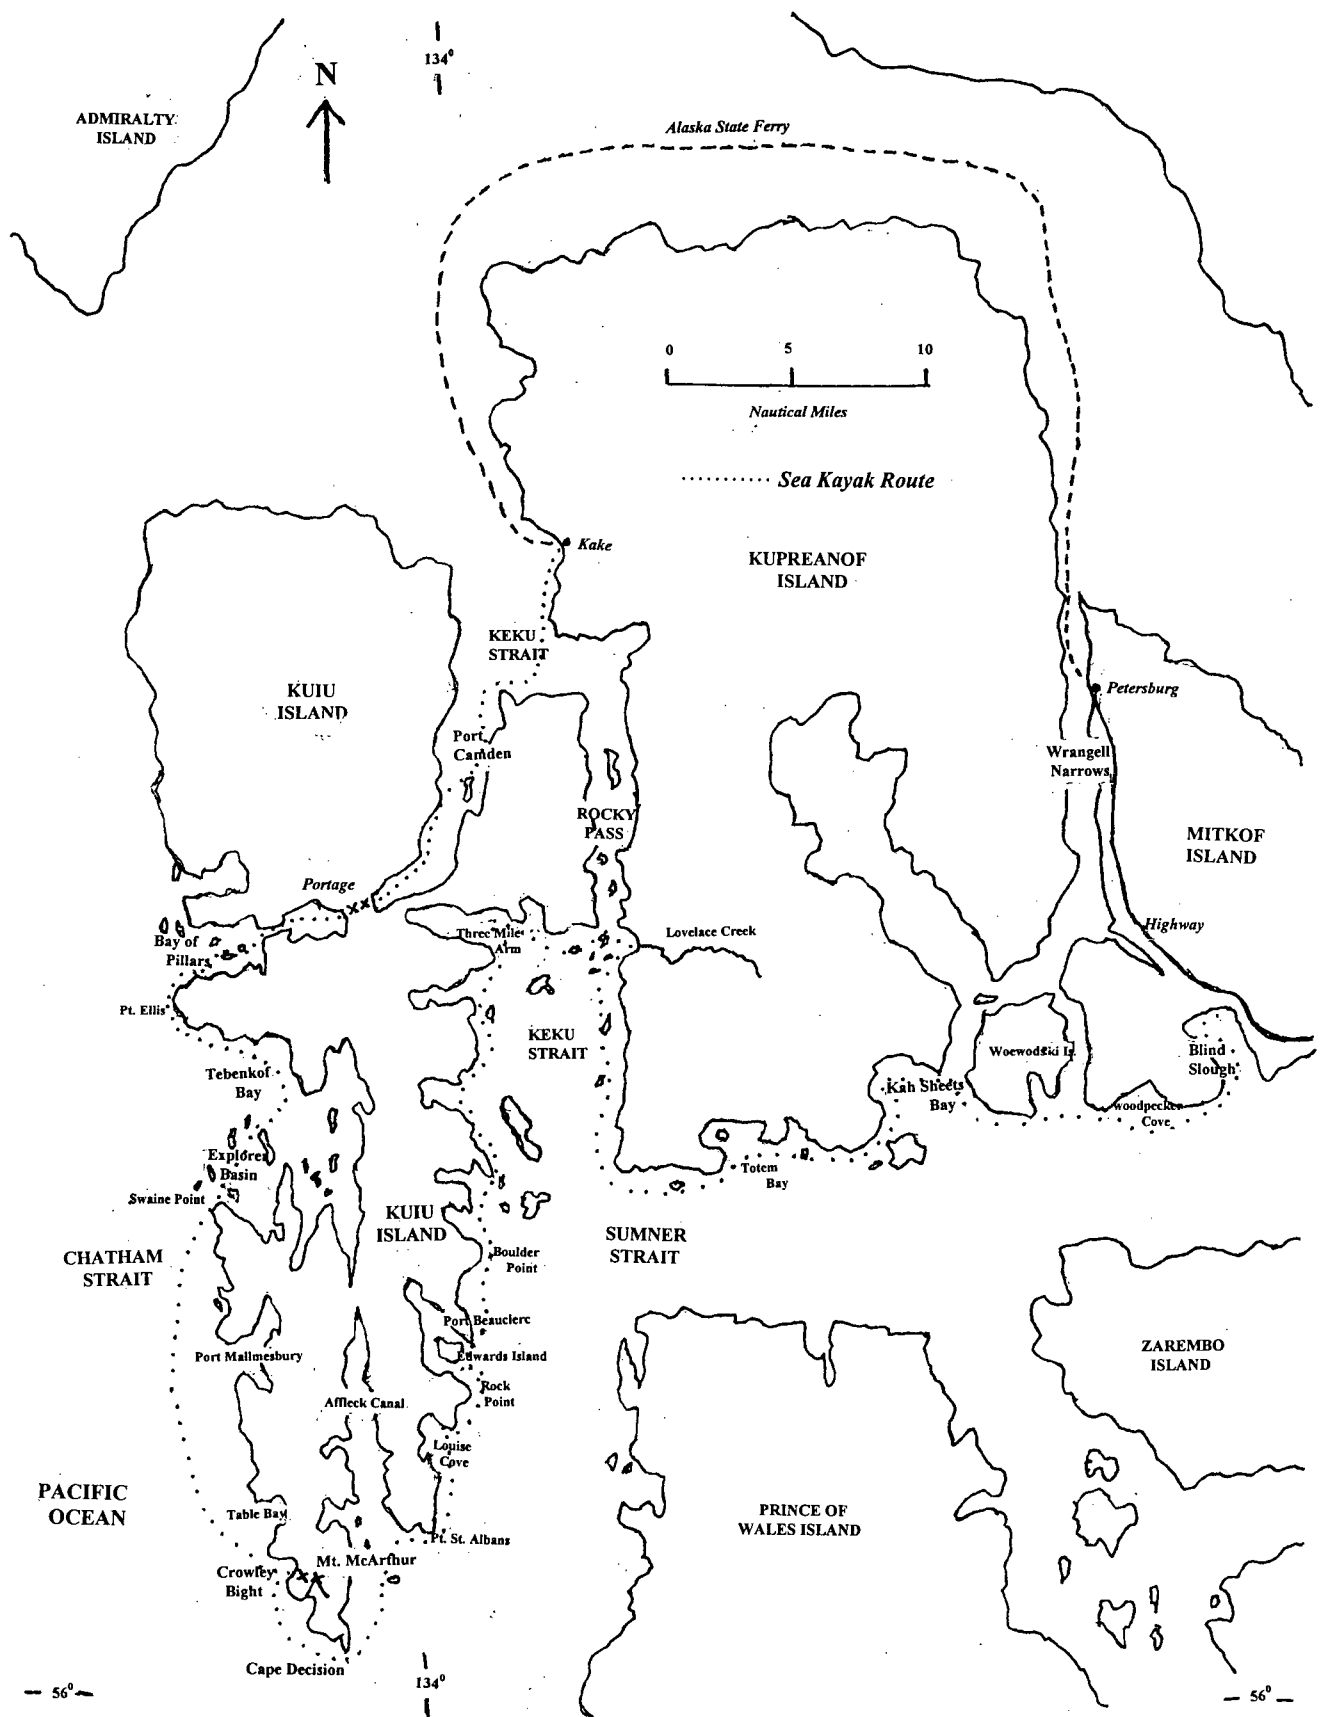 134⁰
N
ADMIRALTY
ISLAND
Alaska State Ferry
0 5 10
Nautical Miles
Sea Kayak Route
Kake
KUPREANOF
ISLAND
KEKU
STRAIT
KUIU
ISLAND
Petersburg
Port
Camden
Wrangell
Narrows
ROCKY
PASS
MITKOF
ISLAND
Portage
Highway
Three Mile
Arm
Lovelace Creek
Bay of
Pillars
Pt. Ellis
KEKU
STRAIT
Woewodski Is.
Blind
Slough
Tebenkof
Bay
Kah Sheets
Bay
Woodpecker
Cove
Explorer
Basin
Totem
Bay
Swaine Point
KUIU
ISLAND
SUMNER
STRAIT
CHATHAM
STRAIT
Boulder
Point
Port Beauclerc
Port Mallmesbury
Edwards Island
ZAREMBO
ISLAND
Rock
Point
Affleck Canal
Louise
Cove
PACIFIC
OCEAN
Table Bay
PRINCE OF
WALES ISLAND
Pt. St. Albans
Mt. McArthur
Crowley
Bight
Cape Decision
134⁰
56⁰
56⁰